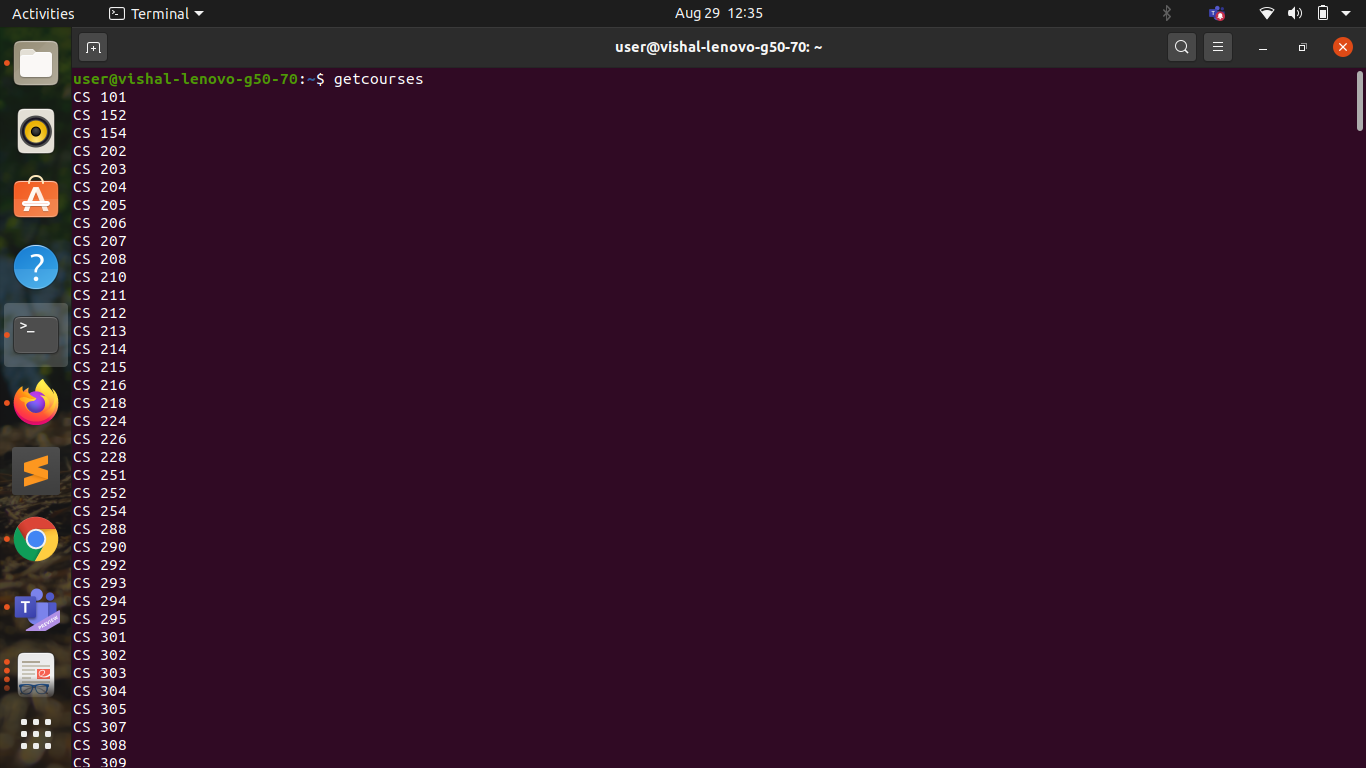 Activities Terminal Aug 29 12:35
user@vishal-lenovo-g50-70: ~
user@vishal-lenovo-g50-70:~$ getcourses
CS 101
CS 152
CS 154
CS 202
CS 203
CS 204
CS 205
CS 206
CS 207
CS 208
CS 210
CS 211
CS 212
CS 213
CS 214
CS 215
CS 216
CS 218
CS 224
CS 226
CS 228
CS 251
CS 252
CS 254
CS 288
CS 290
CS 292
CS 293
CS 294
CS 295
CS 301
CS 302
CS 303
CS 304
CS 305
CS 307
CS 308
CS 309
PREVIEW